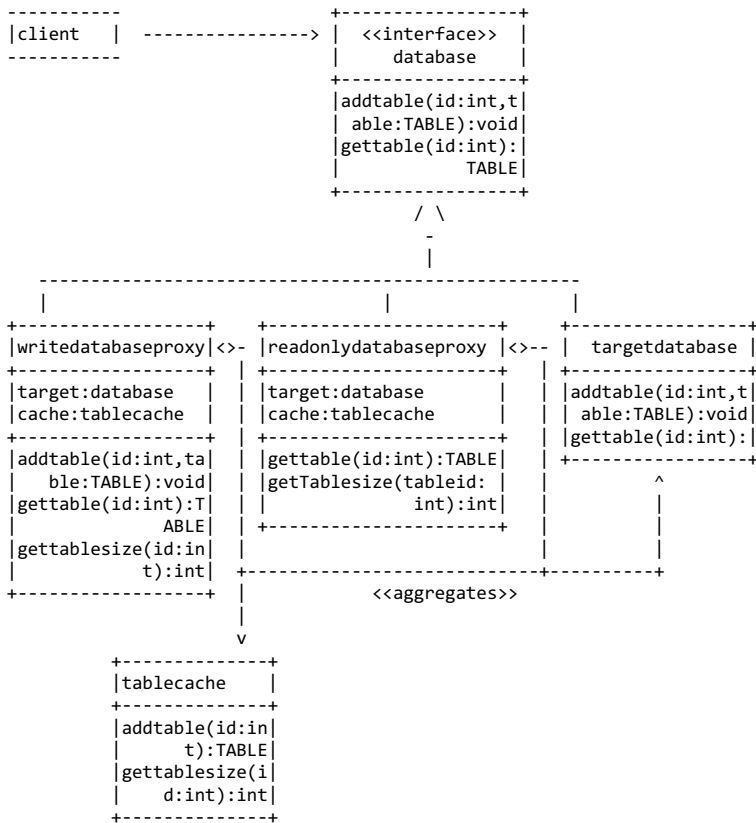 client
<<interface>>
database
addtable(id:int,t
able:TABLE):void
gettable(id:int):
TABLE
writedatabaseproxy
target:database
cache:tablecache
addtable(id:int,ta
ble:TABLE):void
gettable(id:int):T
ABLE
gettablesize(id:in
t):int
readonlydatabaseproxy
target:database
cache:tablecache
gettable(id:int):TABLE
getTablesize(tableid:
int):int
targetdatabase
addtable(id:int,t
able:TABLE):void
gettable(id:int):
<<aggregates>>
tablecache
addtable(id:in
t):TABLE
gettablesize(i
d:int):int